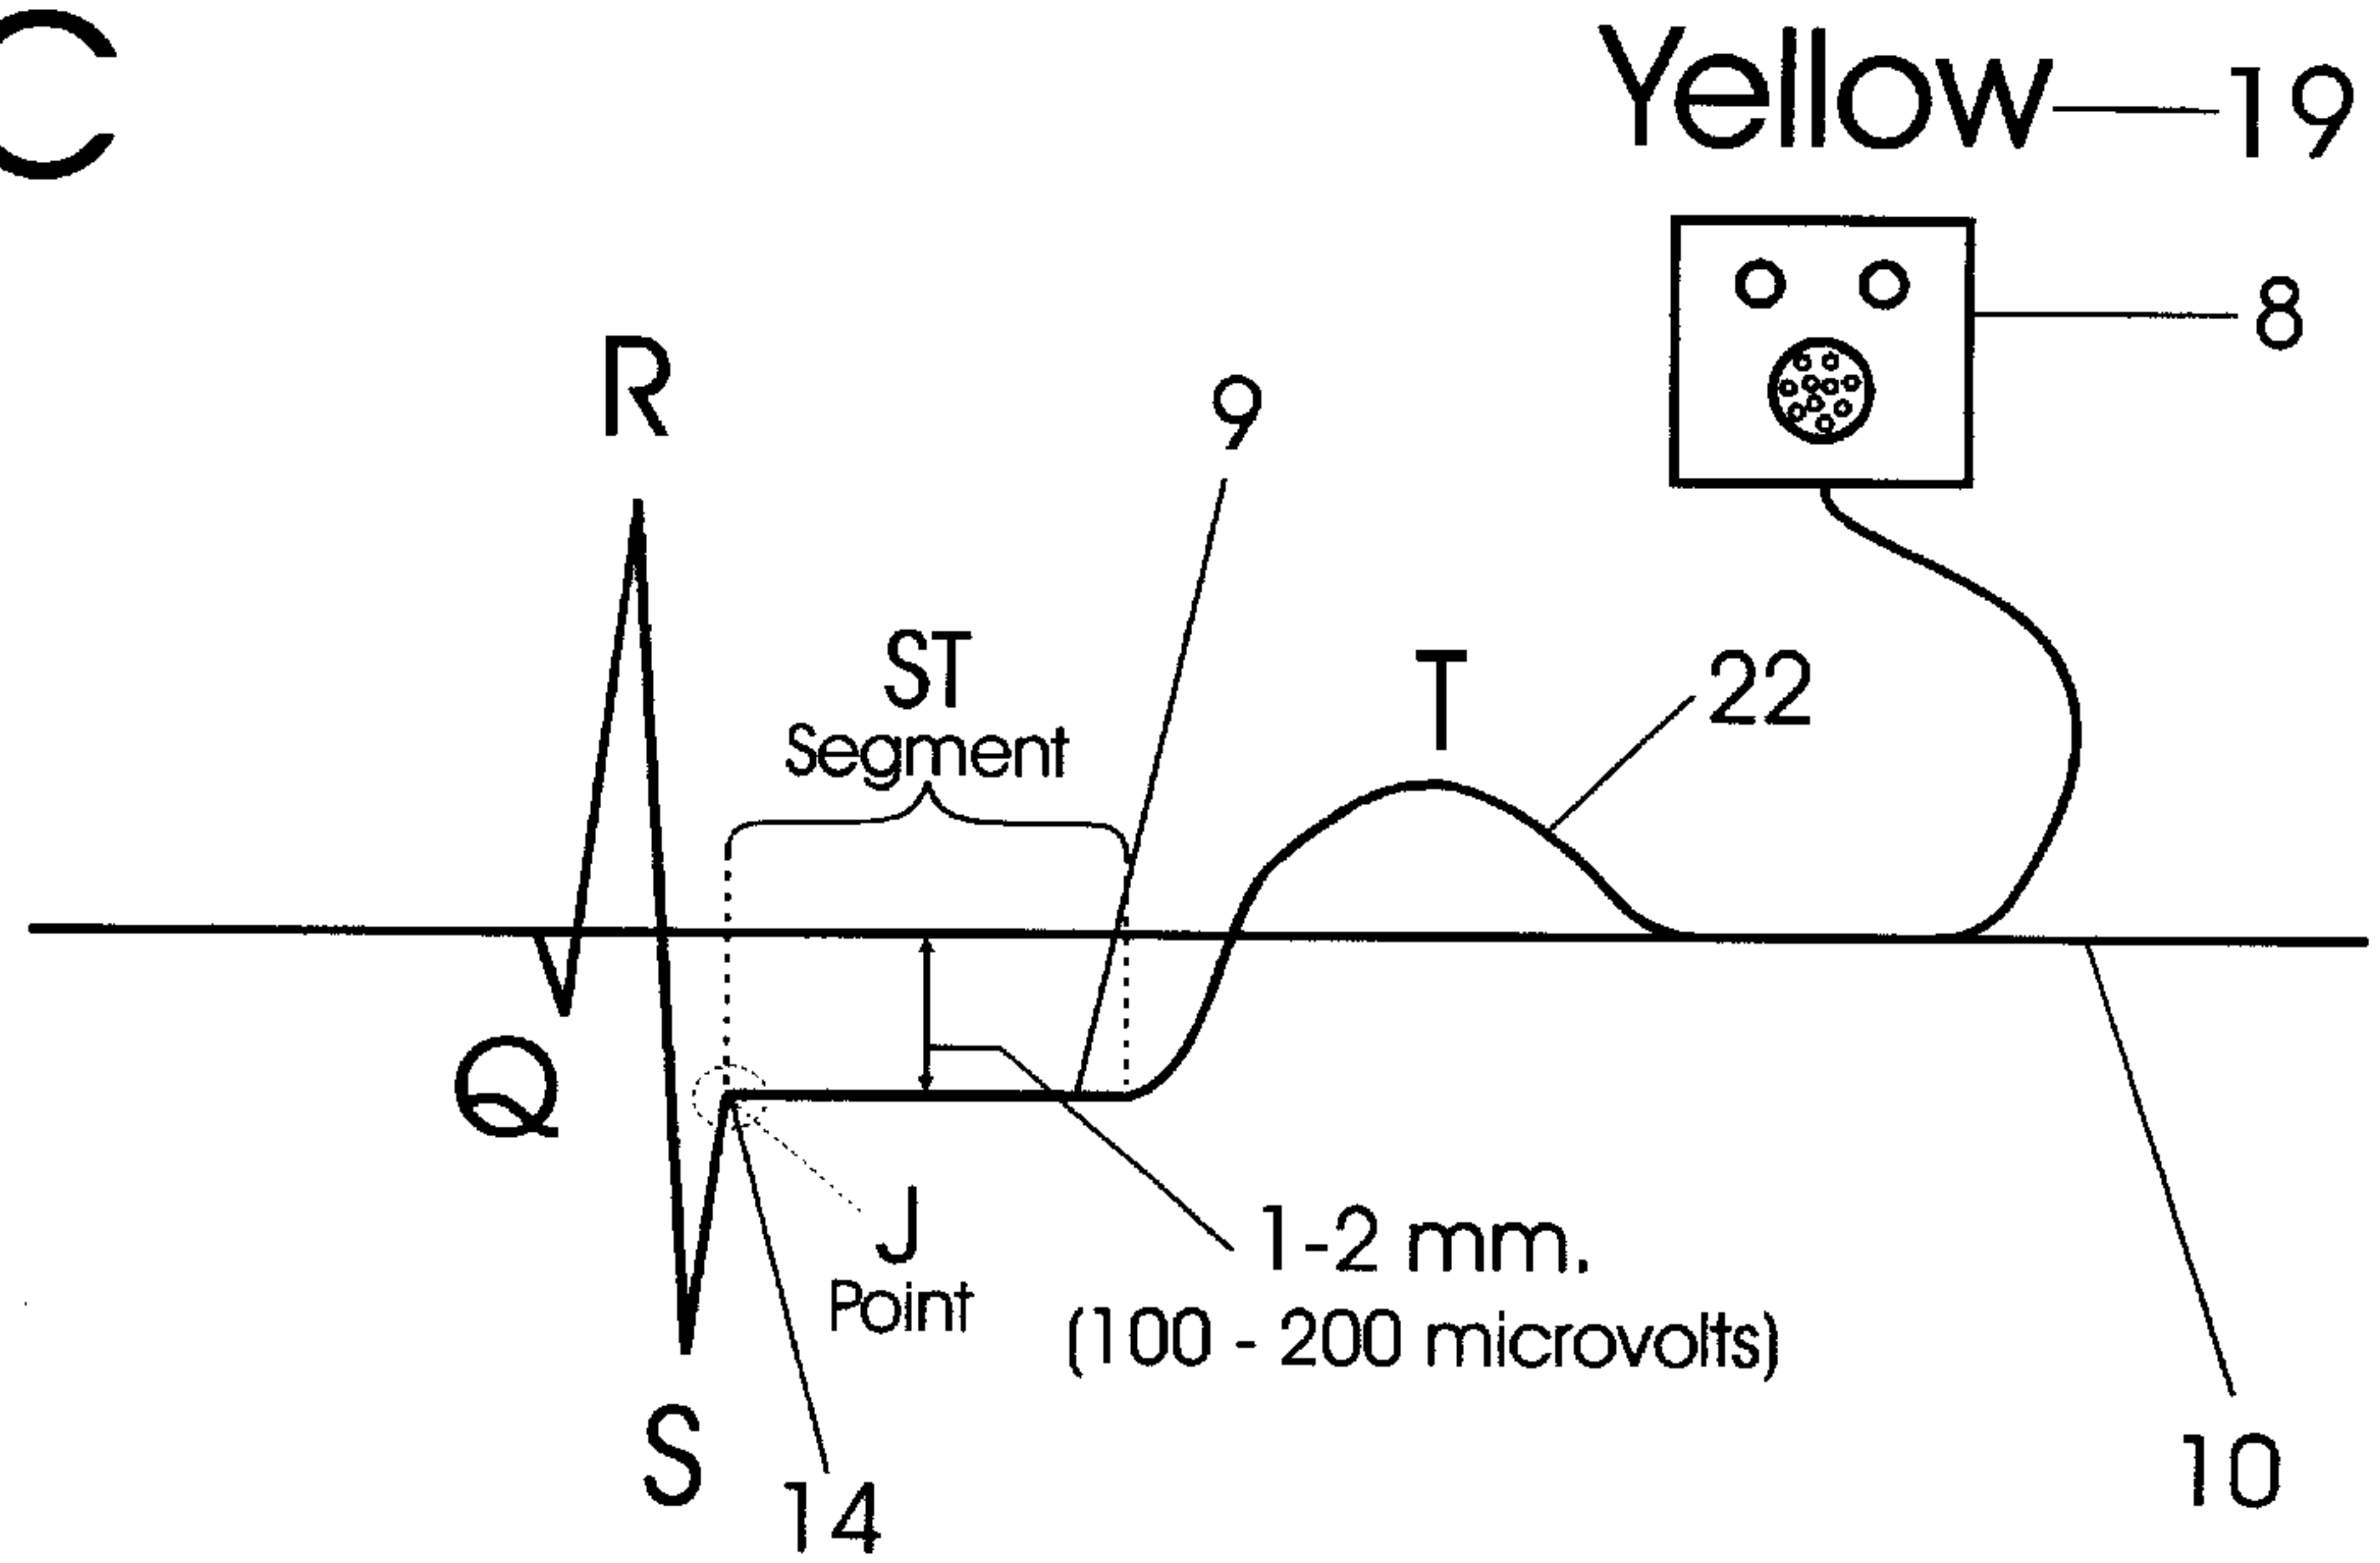 C
Yellow 19
8
R
9
ST
Segment
T
22
Q
J
Point
1-2 mm.
(100 - 200 microvolts)
S
14
10